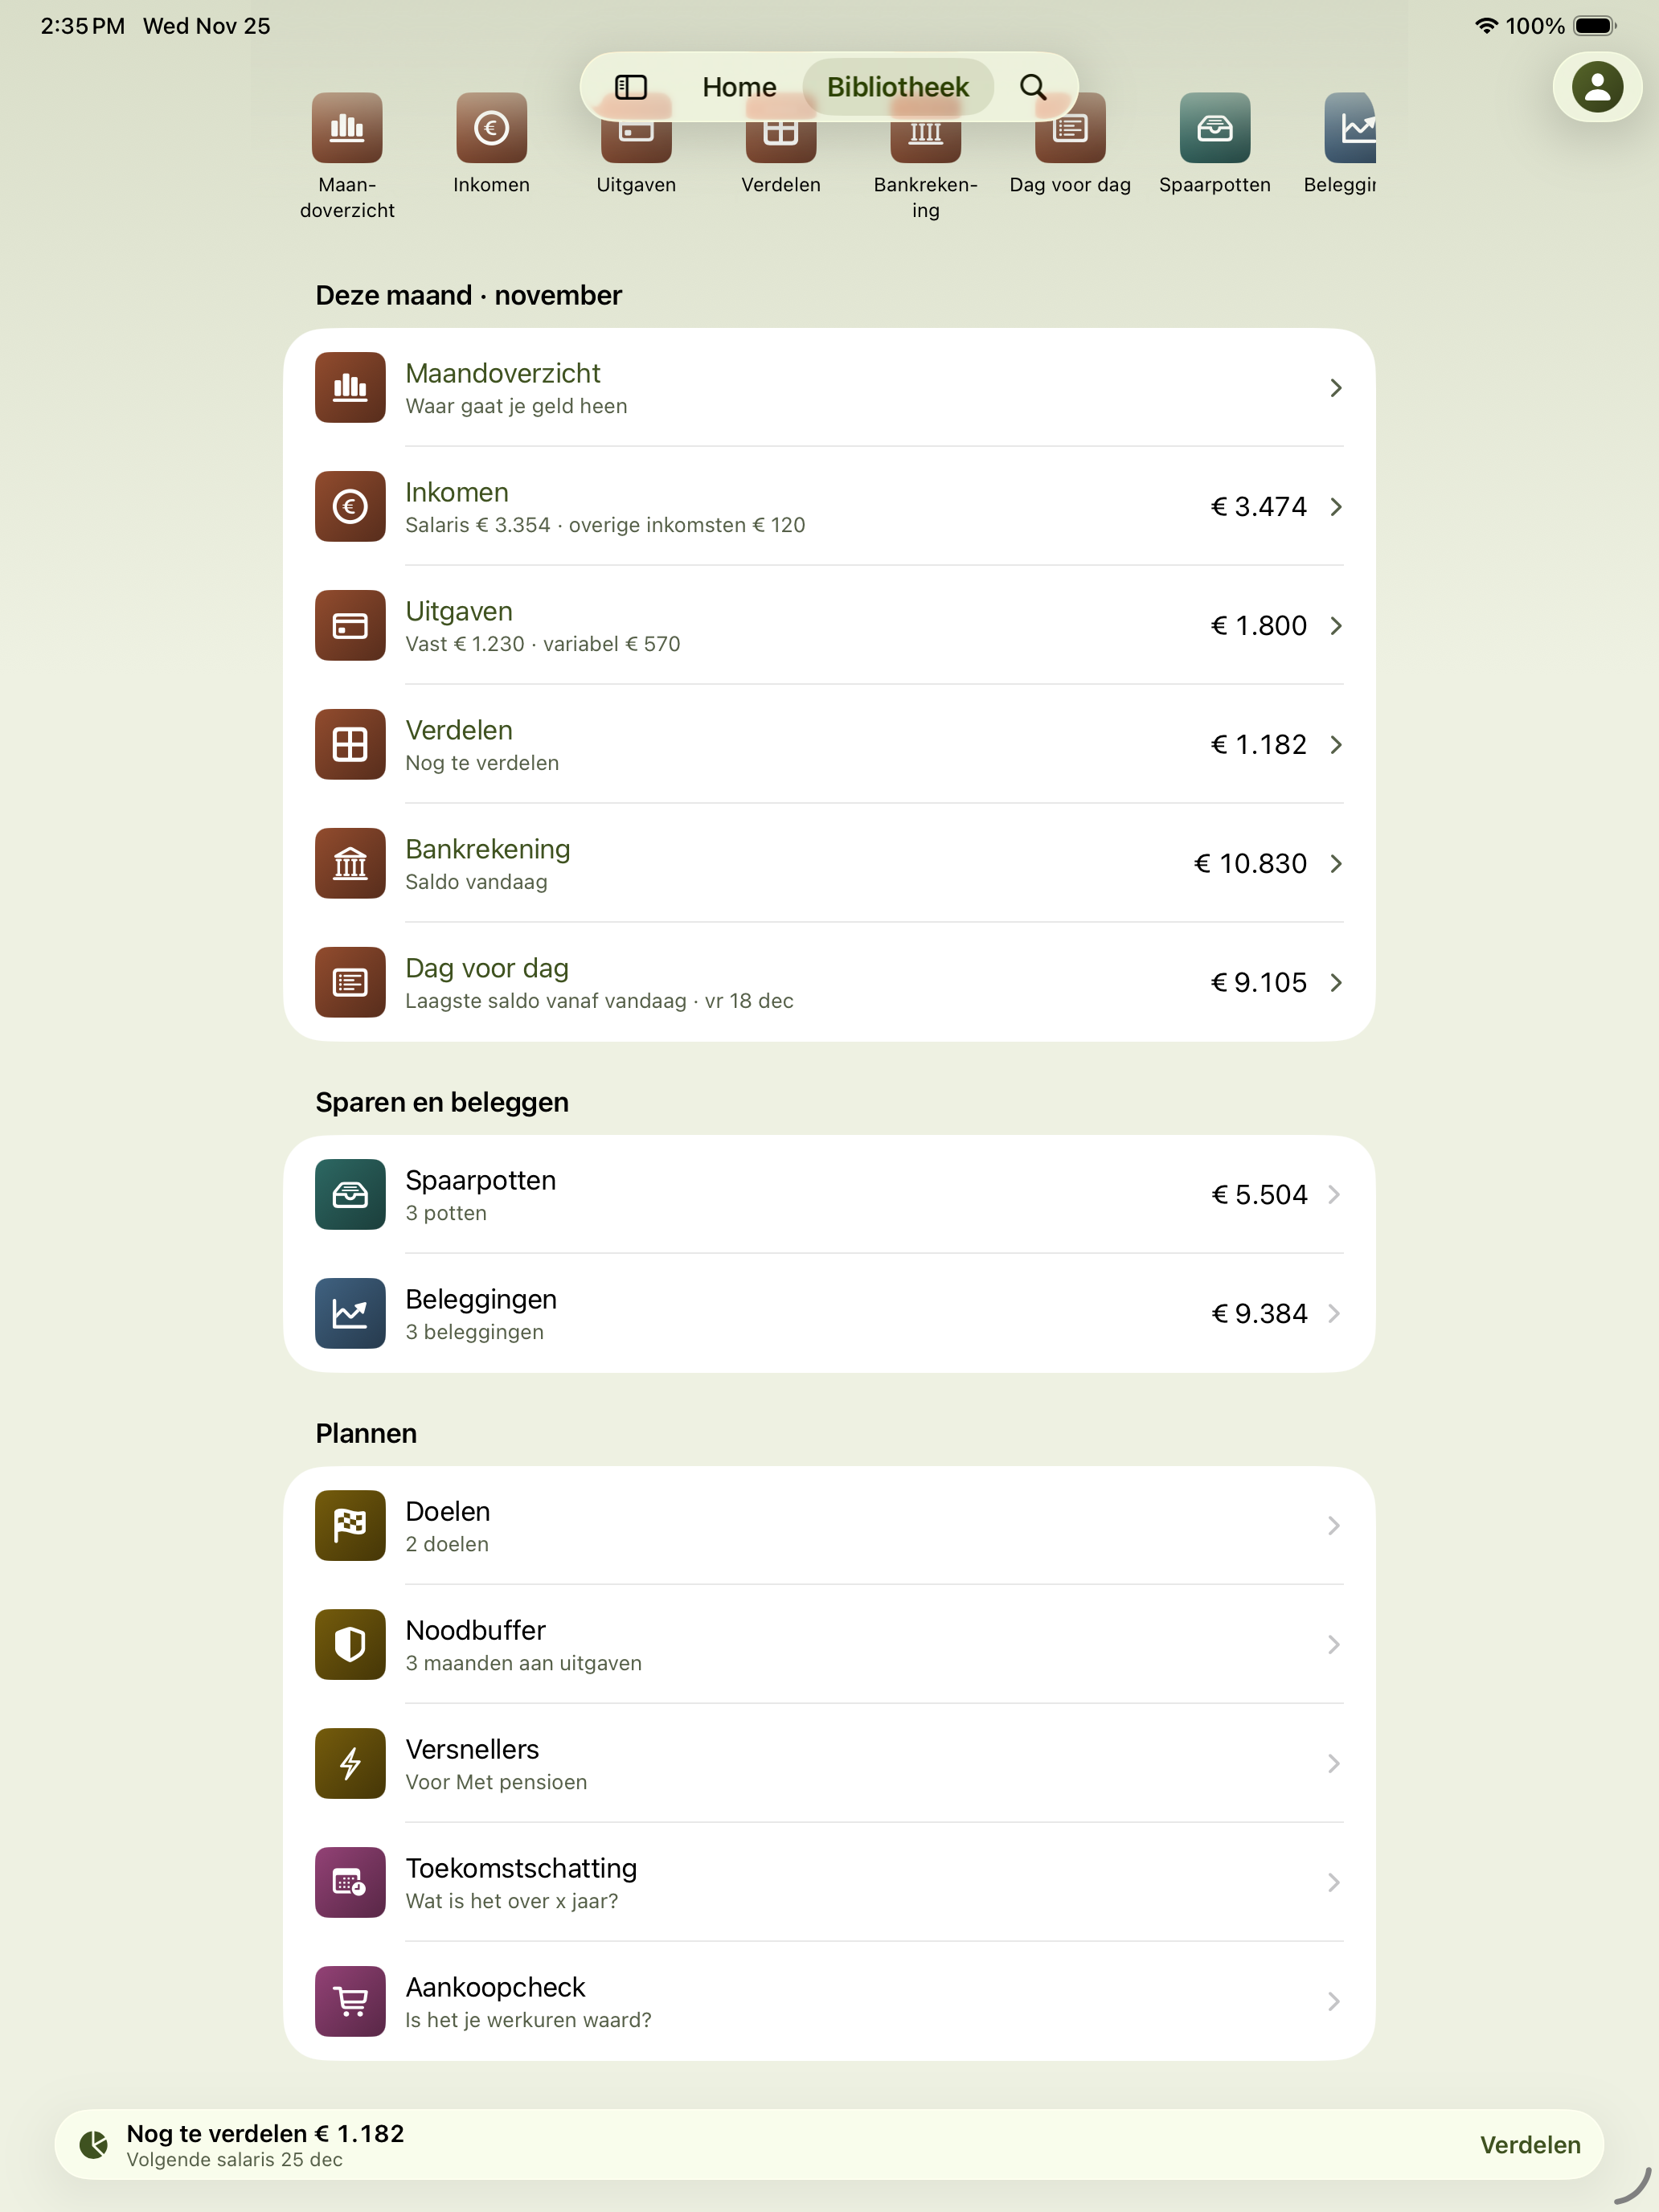 2:35 PM Wed Nov 25
100%
Home
Bibliotheek
Maan-
doverzicht
Inkomen
Uitgaven
Verdelen
Bankreken-
ing
Dag voor dag
Spaarpotten
Deze maand · november
Maandoverzicht
Waar gaat je geld heen
Inkomen
Salaris € 3.354 · overige inkomsten € 120
€ 3.474
Uitgaven
Vast € 1.230 · variabel € 570
€ 1.800
Verdelen
Nog te verdelen
€ 1.182
Bankrekening
Saldo vandaag
€ 10.830
Dag voor dag
Laagste saldo vanaf vandaag · vr 18 dec
€ 9.105
Sparen en beleggen
Spaarpotten
3 potten
€ 5.504
Beleggingen
3 beleggingen
€ 9.384
Plannen
Doelen
2 doelen
Noodbuffer
3 maanden aan uitgaven
Versnellers
Voor Met pensioen
Toekomstschatting
Wat is het over x jaar?
Aankoopcheck
Is het je werkuren waard?
Nog te verdelen € 1.182
Volgende salaris 25 dec
Verdelen